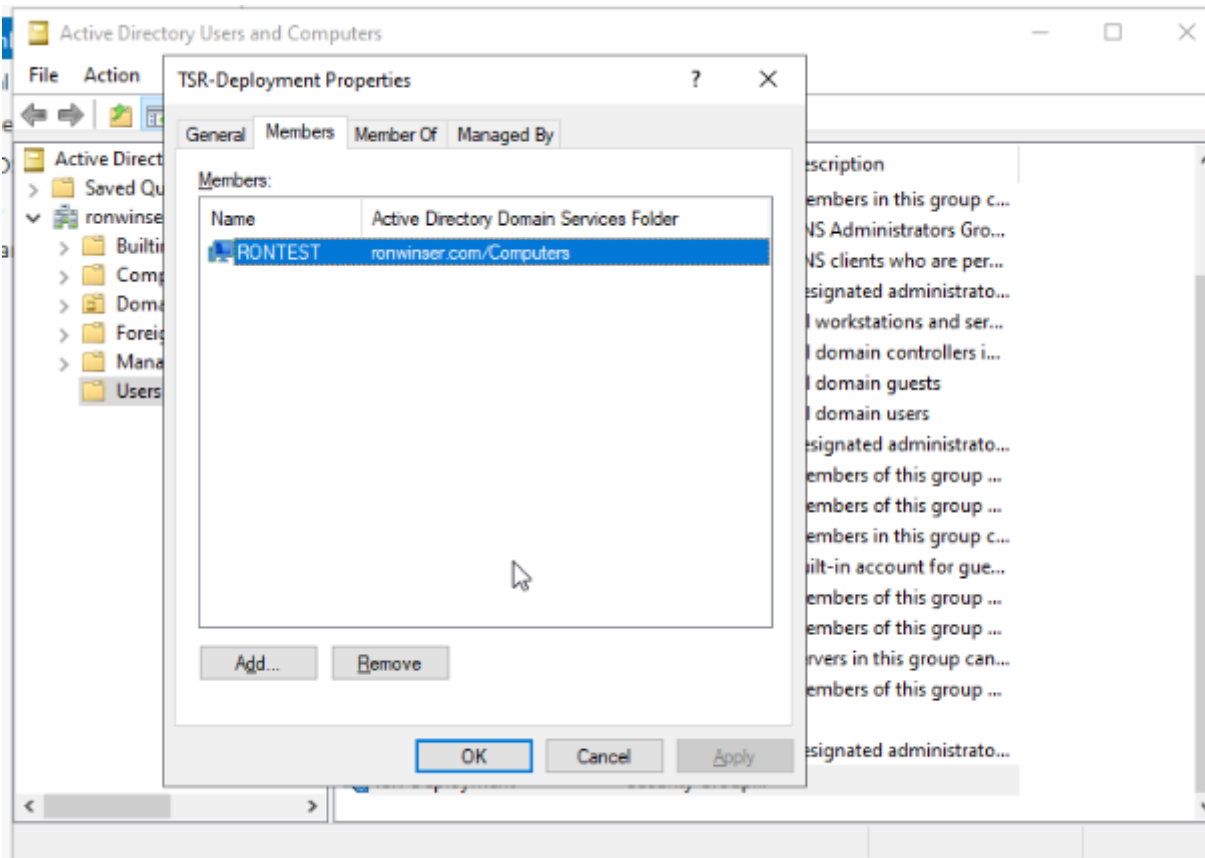 Active Directory Users and Computers
File Action
TSR-Deployment Properties
?
General Members Member Of Managed By
Members:
Name Active Directory Domain Services Folder
RONTEST ronwinser.com/Computers
Add... Remove
OK Cancel Apply
Active Direct
Saved Qu
ronwinse
Builtin
Comp
Doma
Foreig
Mana
Users
escription
embers in this group c...
NS Administrators Gro...
NS clients who are per...
esignated administrato...
l workstations and ser...
l domain controllers i...
l domain guests
l domain users
esignated administrato...
embers of this group ...
embers of this group ...
embers in this group c...
uilt-in account for gue...
embers of this group ...
embers of this group ...
ervers in this group can...
embers of this group ...
esignated administrato...